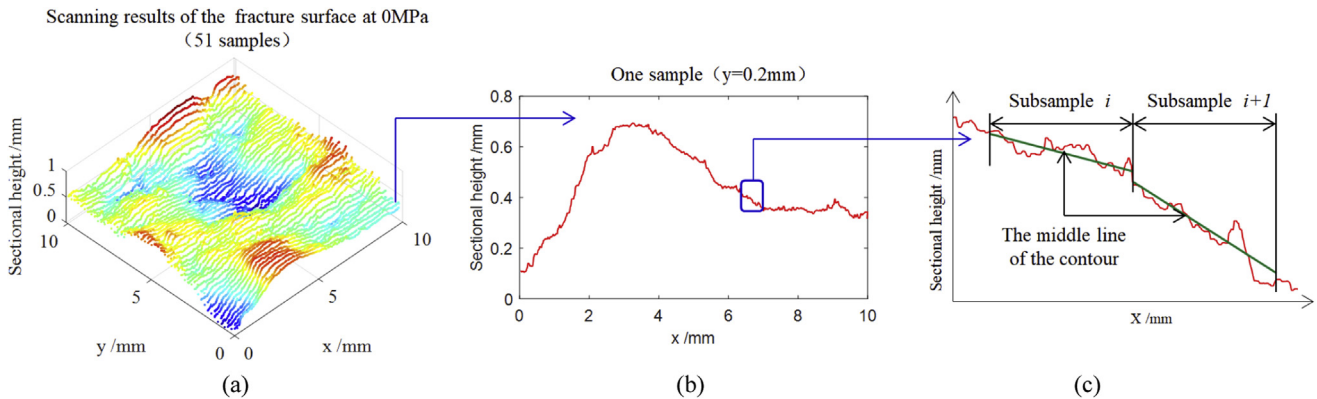 Scanning results of the fracture surface at 0MPa
（51 samples）
Sectional height /mm
1
0.5
0
10
5
0
0
5
10
y /mm
x /mm
(a)
One sample（y=0.2mm）
Sectional height /mm
0.8
0.6
0.4
0.2
0
0 2 4 6 8 10
x /mm
(b)
Subsample i
Subsample i+1
Sectional height /mm
The middle line
of the contour
X /mm
(c)